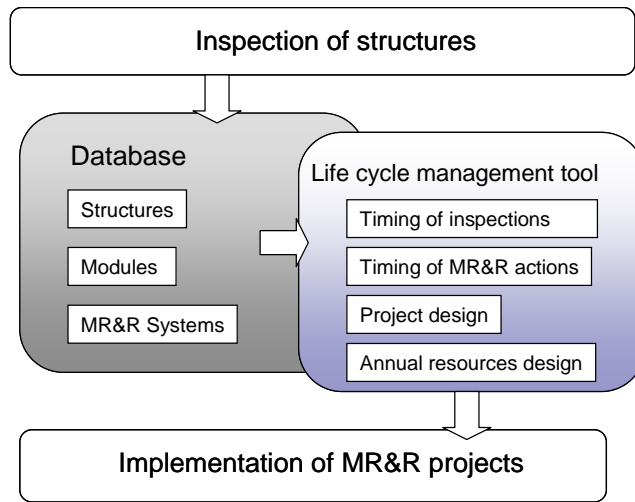 Inspection of structures
Database
Structures
Modules
MR&R Systems
Life cycle management tool
Timing of inspections
Timing of MR&R actions
Project design
Annual resources design
Implementation of MR&R projects